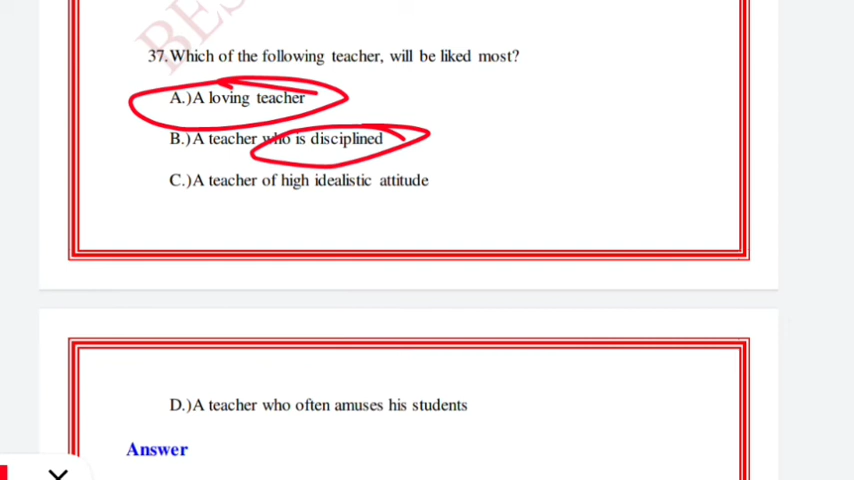 BES
37.Which of the following teacher, will be liked most?
A.)A loving teacher
B.)A teacher who is disciplined
C.)A teacher of high idealistic attitude
D.)A teacher who often amuses his students
Answer